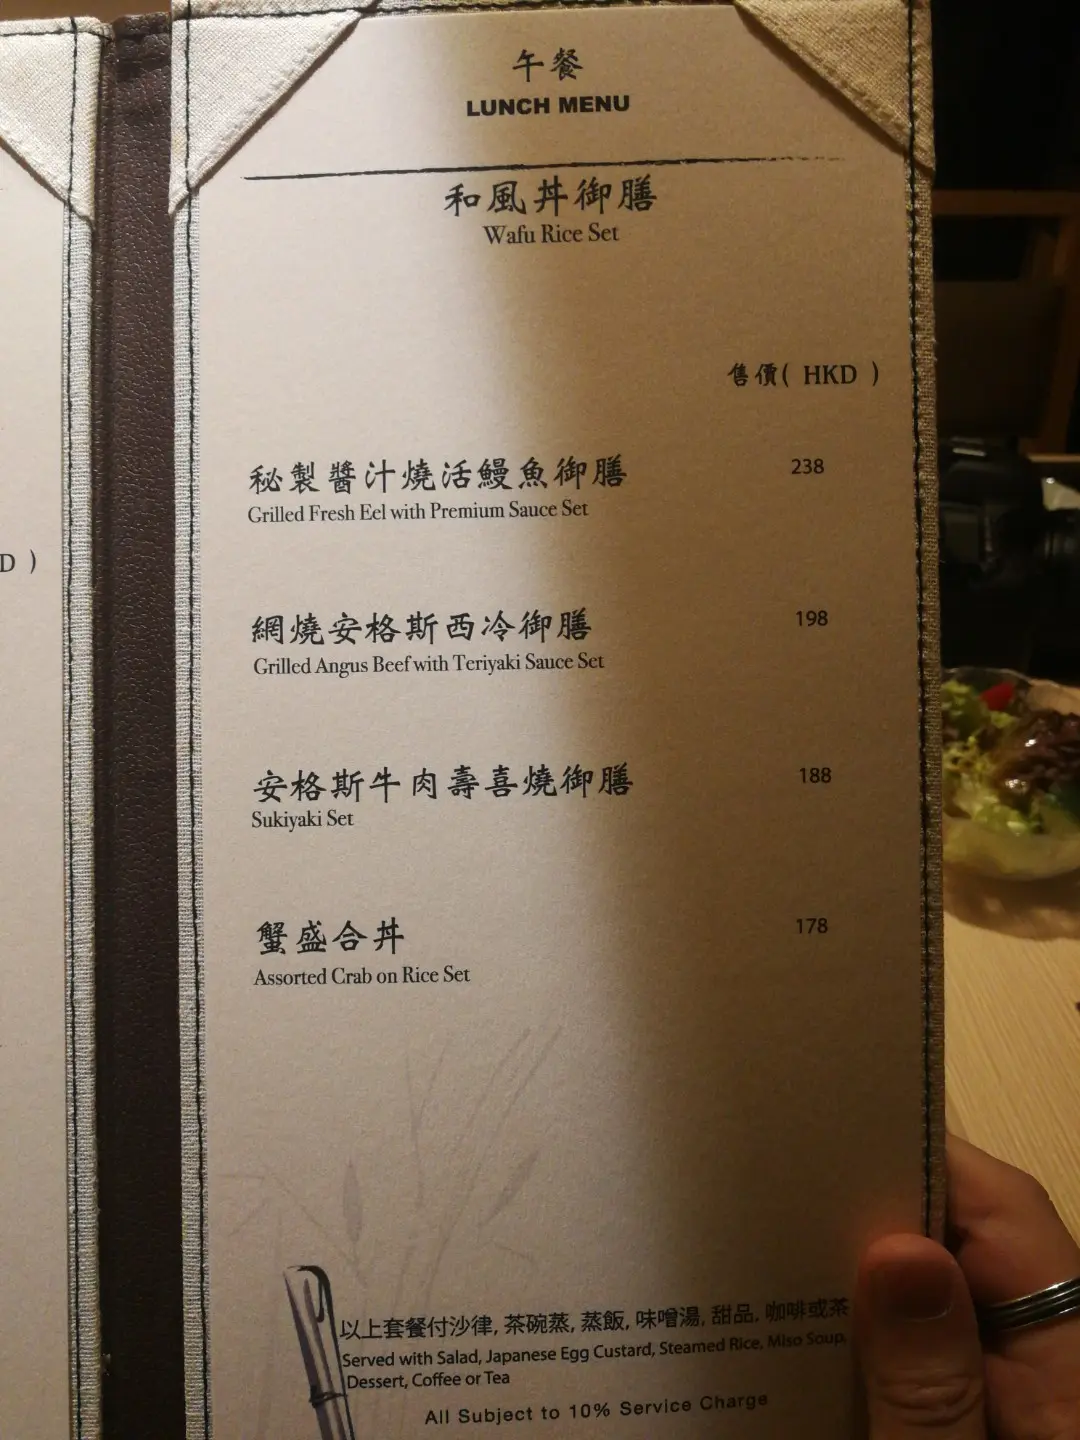 午餐
LUNCH MENU
和風丼御膳
Wafu Rice Set
售價( HKD )
D )
秘製醬汁燒活鰻魚御膳 238
Grilled Fresh Eel with Premium Sauce Set
網燒安格斯西冷御膳 198
Grilled Angus Beef with Teriyaki Sauce Set
安格斯牛肉壽喜燒御膳 188
Sukiyaki Set
蟹盛合丼 178
Assorted Crab on Rice Set
以上套餐付沙律, 茶碗蒸, 蒸飯, 味噌湯, 甜品, 咖啡或茶
Served with Salad, Japanese Egg Custard, Steamed Rice, Miso Soup,
Dessert, Coffee or Tea
All Subject to 10% Service Charge